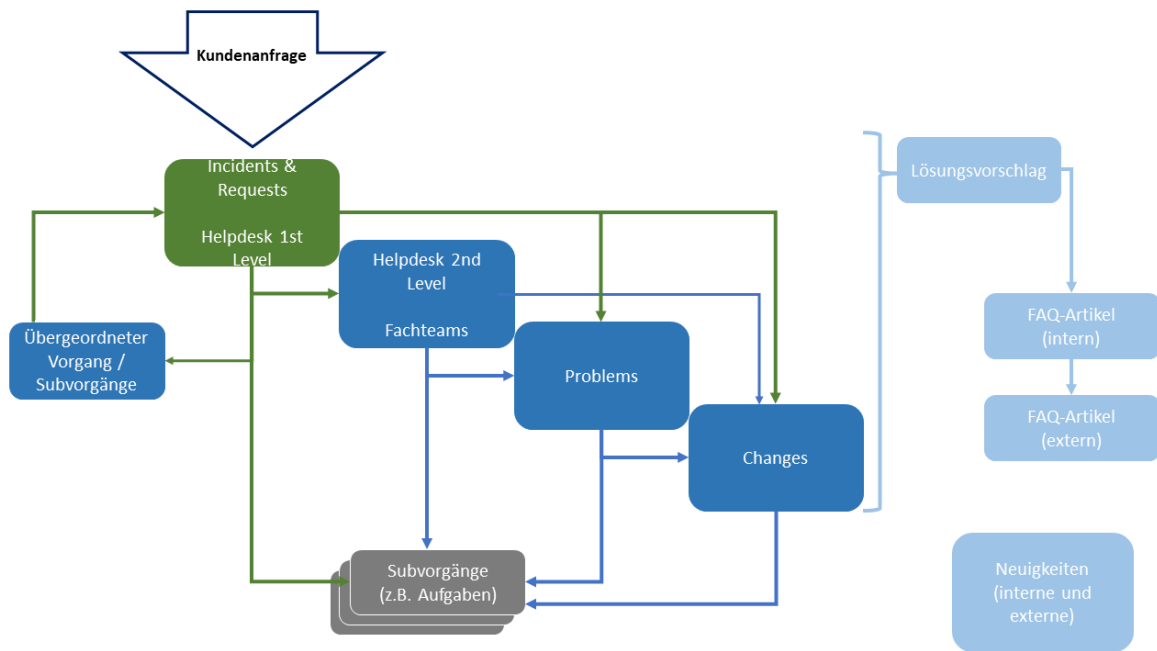 Kundenanfrage
Incidents &
Requests
Helpdesk 1st
Level
Lösungsvorschlag
Helpdesk 2nd
Level
Fachteams
Übergeordneter
Vorgang /
Subvorgänge
Problems
FAQ-Artikel
(intern)
FAQ-Artikel
(extern)
Changes
Subvorgänge
(z.B. Aufgaben)
Neuigkeiten
(interne und
externe)